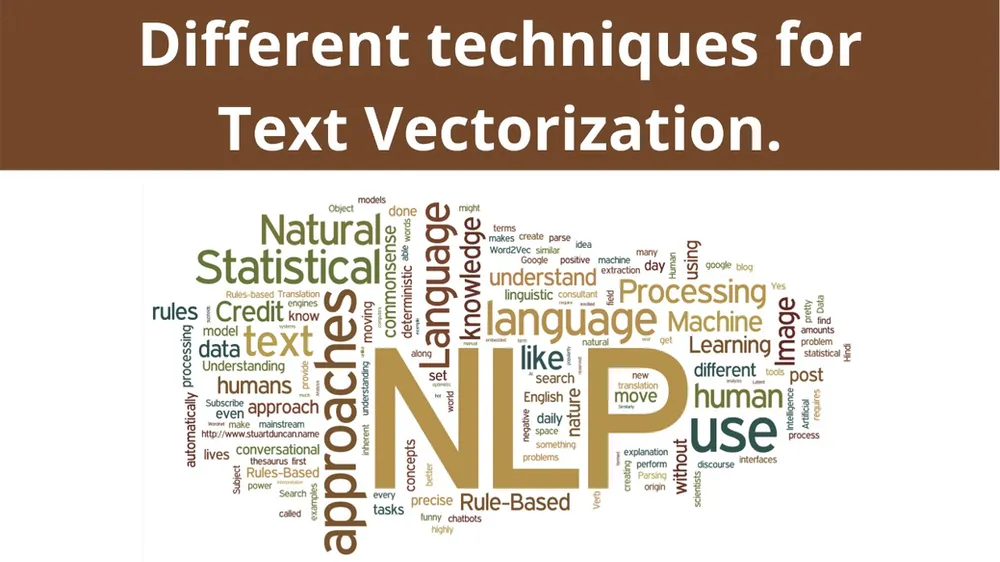 Different techniques for
Text Vectorization.
models
Object
done
might
Natural
Statistical
words
able
commonsense
deterministic
Language
knowledge
terms
makes create parse
idea
Word2Vec similar
Google positive machine
extraction
many
day
Human
using
google blog
understand
linguistic consultant
field
Processing
Yes
Rules-based Translation
engines
rules
Credit
know
moving
language
Machine
Image
pretty
Data
find
amounts
model
systems
text
data
approaches
along
natural
get
Learning
problem
statistical
Hindi
Understanding
humans
provide
understanding
set
world
NLP
like
search
new
translation
move
different
tools
post
automatically processing
Subscribe
even
approach
make mainstream
http://www.stuartduncan.name
English
daily
space
nature
negative
something
problems
human
use
Intelligence
Artificial
requires
process
lives
conversational
thesaurus first
inherent
concepts
better
without
explanation
perform
Parsing
origin
creating
discourse
interfaces
scientists
Subject
Rules-Based
power
Search
examples
called
every
tasks
precise
Rule-Based
Verb
funny chatbots
highly